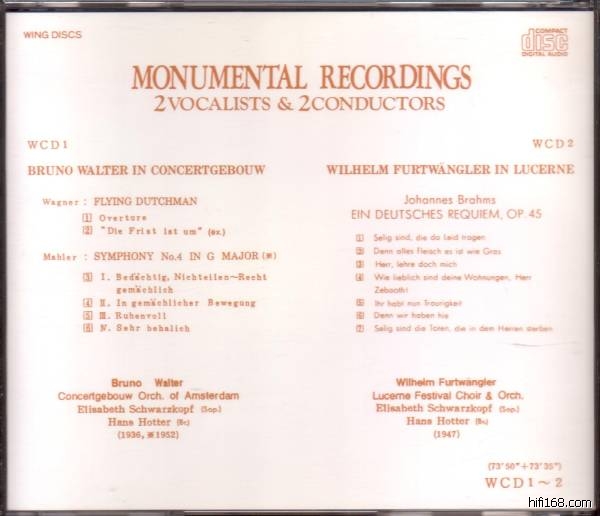 WING DISCS
COMPACT
disc
DIGITAL AUDIO
MONUMENTAL RECORDINGS
2VOCALISTS & 2CONDUCTORS
WCD1
BRUNO WALTER IN CONCERTGEBOUW
Wagner : FLYING DUTCHMAN
1 Overture
2 "Die Frist ist um" (ex.)
Mahler : SYMPHONY No.4 IN G MAJOR (※)
3 I. Bedächtig, Nichteilen~Recht
gemächlich
4 II. In gemächlicher Bewegung
5 III. Ruhenvoll
6 IV. Sehr behalich
Bruno Walter
Concertgebouw Orch. of Amsterdam
Elisabeth Schwarzkopf (Sop.)
Hans Hotter (Br.)
(1936, ※1952)
WCD2
WILHELM FURTWÄNGLER IN LUCERNE
Johannes Brahms
EIN DEUTSCHES REQUIEM, OP. 45
1 Selig sind, die da Leid tragen
2 Denn alles Fleisch es ist wie Gras
3 Herr, lehre doch mich
4 Wie lieblich sind deine Wohnungen, Herr
Zebaoth!
5 Ihr habt nun Traurigkeit
6 Denn wir haben hie
7 Selig sind die Toten, die in dem Herren sterben
Wilhelm Furtwängler
Lucerne Festival Choir & Orch.
Elisabeth Schwarzkopf (Sop.)
Hans Hotter (Br.)
(1947)
(73'50"+73'35")
WCD1~2
hifi168.com